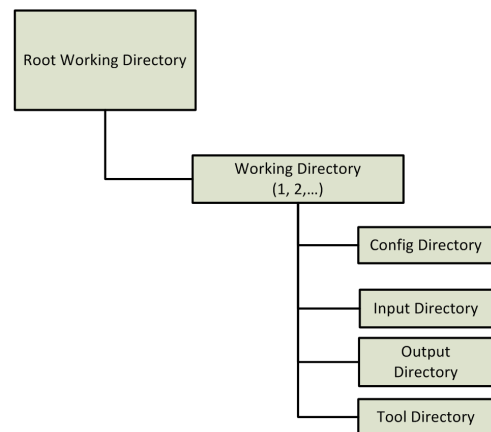 Root Working Directory
Working Directory
(1, 2,...)
Config Directory
Input Directory
Output
Directory
Tool Directory